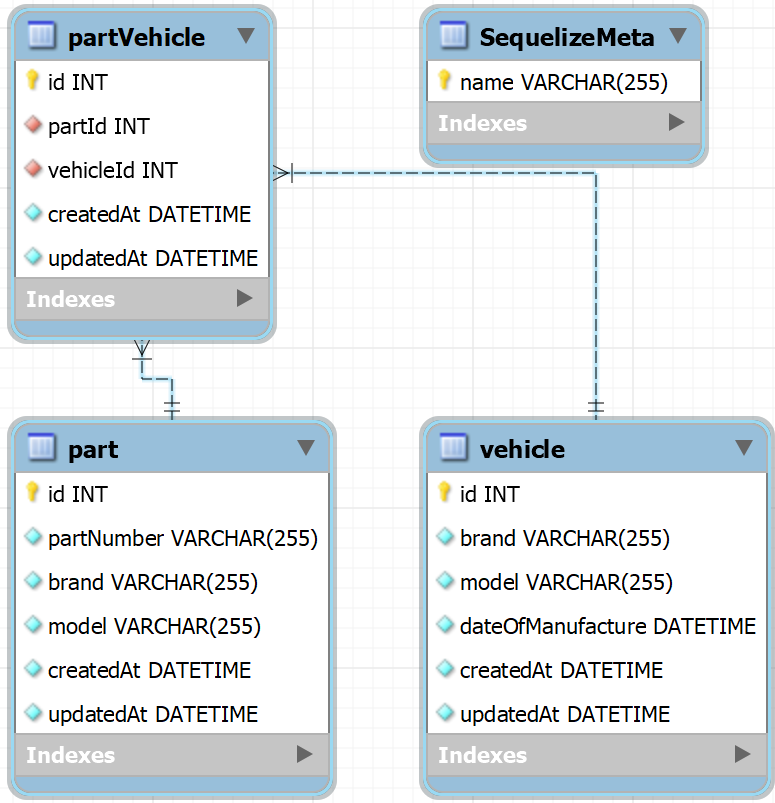 partVehicle
id INT
partId INT
vehicleId INT
createdAt DATETIME
updatedAt DATETIME
Indexes
SequelizeMeta
name VARCHAR(255)
Indexes
part
id INT
partNumber VARCHAR(255)
brand VARCHAR(255)
model VARCHAR(255)
createdAt DATETIME
updatedAt DATETIME
Indexes
vehicle
id INT
brand VARCHAR(255)
model VARCHAR(255)
dateOfManufacture DATETIME
createdAt DATETIME
updatedAt DATETIME
Indexes